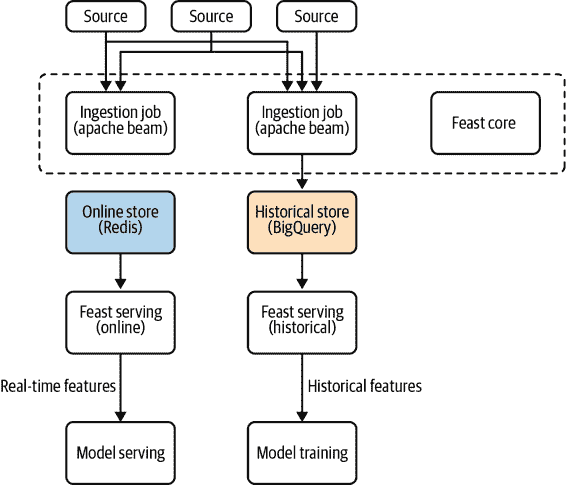 Source
Source
Source
Ingestion job
(apache beam)
Ingestion job
(apache beam)
Feast core
Online store
(Redis)
Historical store
(BigQuery)
Feast serving
(online)
Feast serving
(historical)
Real-time features
Historical features
Model serving
Model training